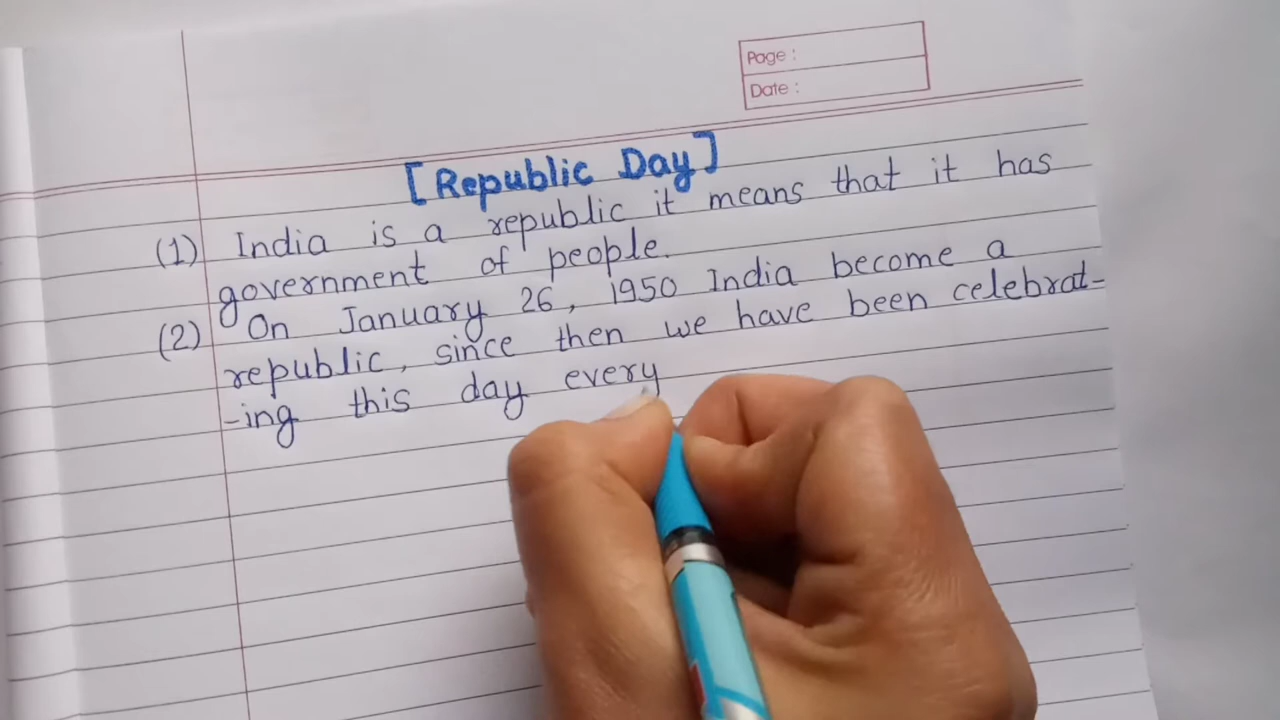 Page :
Date :
[Republic Day]
(1) India is a republic it means that it has
government of people.
(2) On January 26, 1950 India become a
republic, since then we have been celebrat-
-ing this day every